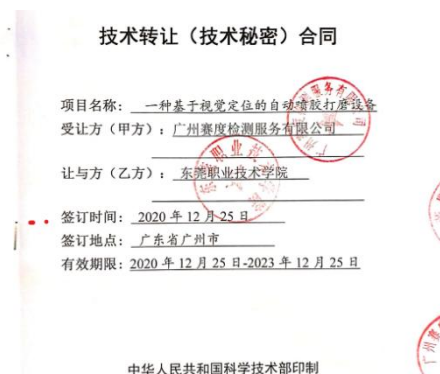 技术转让（技术秘密）合同
项目名称：一种基于视觉定位的自动喷胶打磨设备
受让方（甲方）：广州赛度检测服务有限公司
让与方（乙方）：东莞职业技术学院
签订时间：2020 年 12 月 25 日
签订地点：广东省广州市
有效期限：2020 年 12 月 25 日-2023 年 12 月 25 日
中华人民共和国科学技术部印制